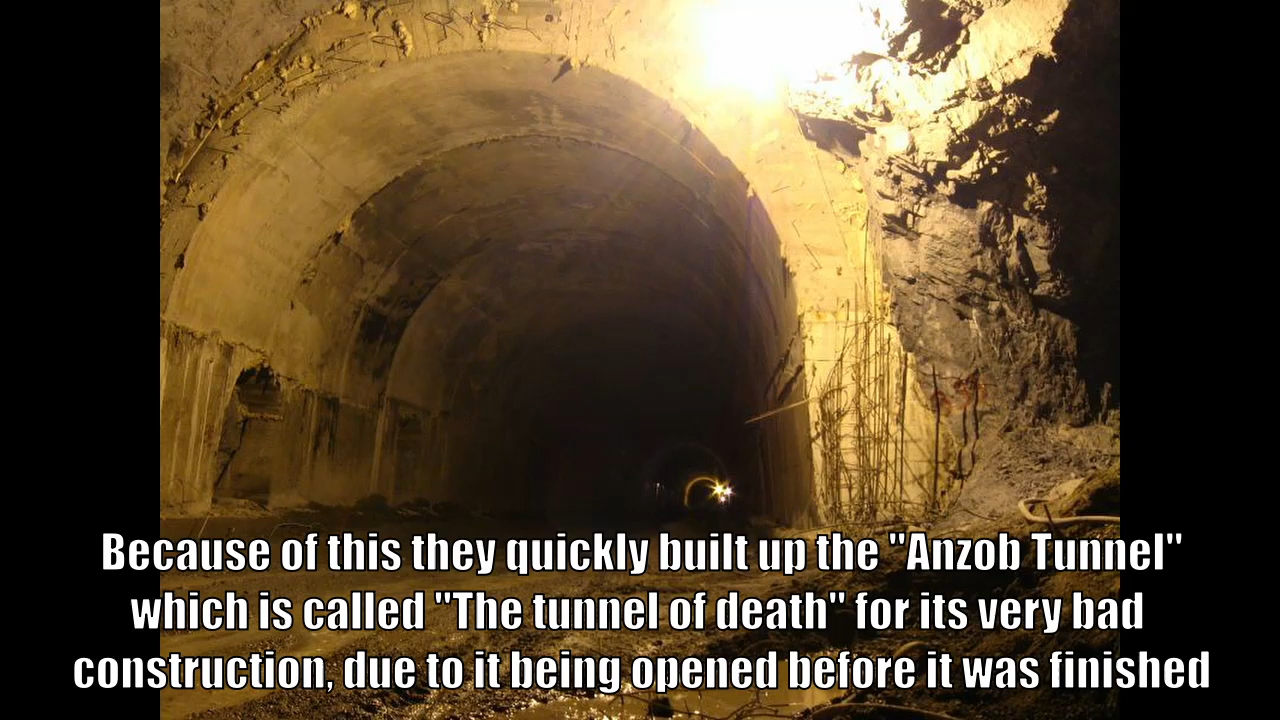 Because of this they quickly built up the "Anzob Tunnel"
which is called "The tunnel of death" for its very bad
construction, due to it being opened before it was finished